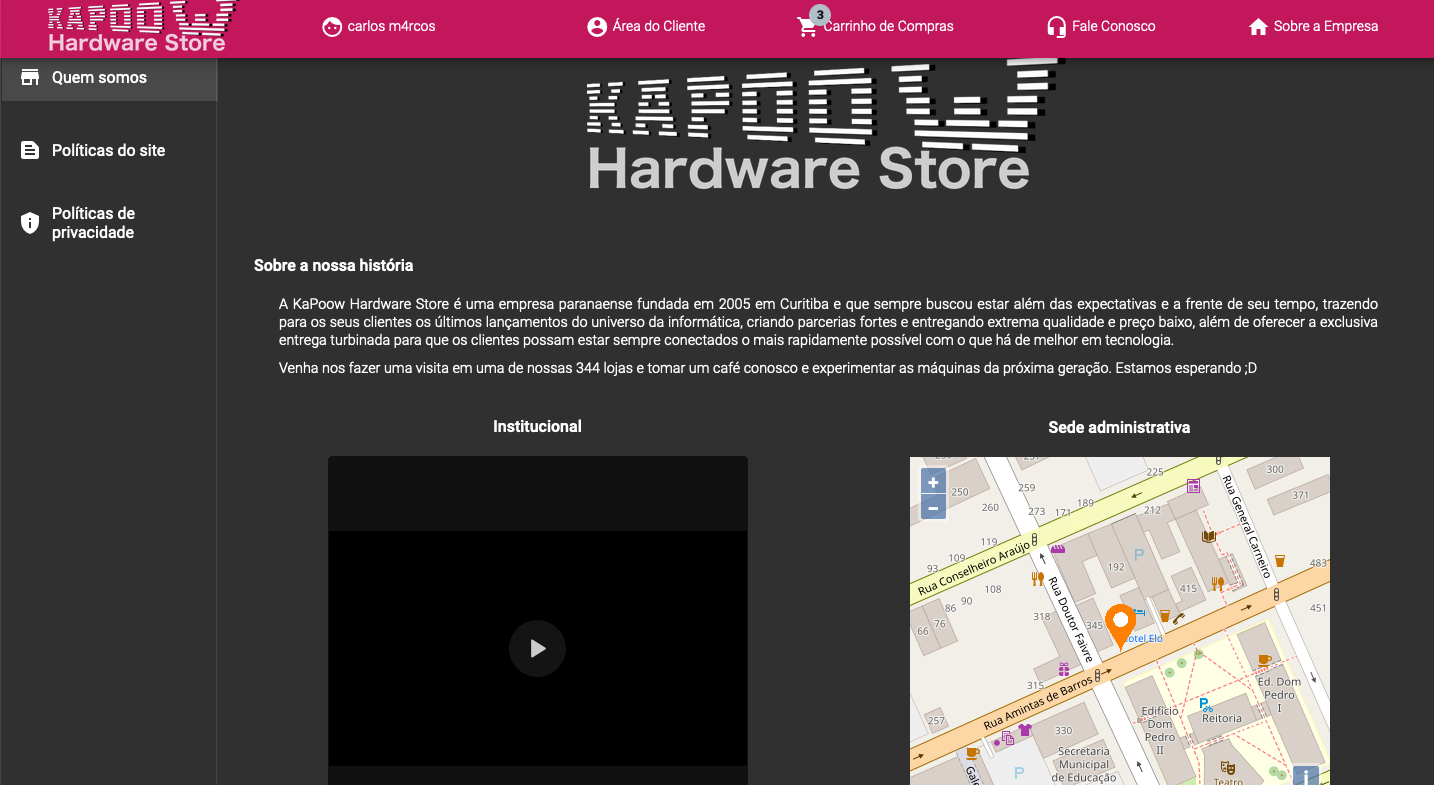 KAPOOW
Hardware Store
carlos m4rcos
Área do Cliente
3
Carrinho de Compras
Fale Conosco
Sobre a Empresa
Quem somos
Políticas do site
Políticas de
privacidade
KAPOOW
Hardware Store
Sobre a nossa história
A KaPoow Hardware Store é uma empresa paranaense fundada em 2005 em Curitiba e que sempre buscou estar além das expectativas e a frente de seu tempo, trazendo
para os seus clientes os últimos lançamentos do universo da informática, criando parcerias fortes e entregando extrema qualidade e preço baixo, além de oferecer a exclusiva
entrega turbinada para que os clientes possam estar sempre conectados o mais rapidamente possível com o que há de melhor em tecnologia.
Venha nos fazer uma visita em uma de nossas 344 lojas e tomar um café conosco e experimentar as máquinas da próxima geração. Estamos esperando ;D
Institucional
Sede administrativa
+
−
225
300
250
259
189
371
260
273
171
212
Rua General Carneiro
119
Rua Conselheiro Araújo
109
93
108
192
P
483
415
90
86
76
66
318
Rua Doutor Faivre
345
451
Hotel Elo
315
Rua Amintas de Barros
Ed. Dom
Pedro
I
257
330
Edifício
Dom
Pedro
II
P
Reitoria
Secretaria
Municipal
de Educação
P
Teatro
i